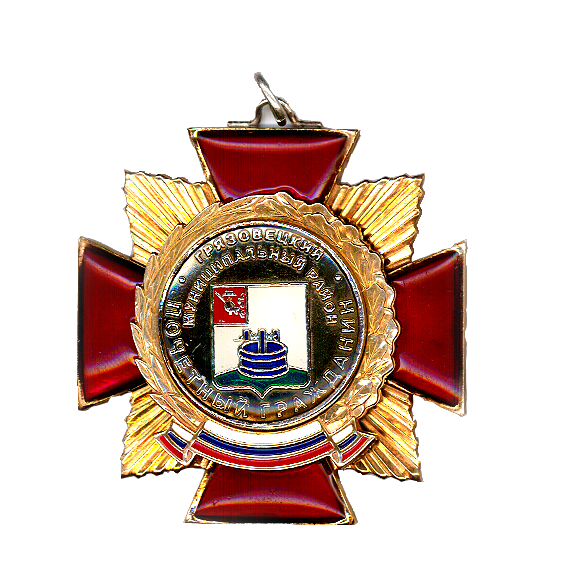 ГРЯЗОВЕЦКИЙ
МУНИЦИПАЛЬНЫЙ РАЙОН
ПОЧЕТНЫЙ ГРАЖДАНИН